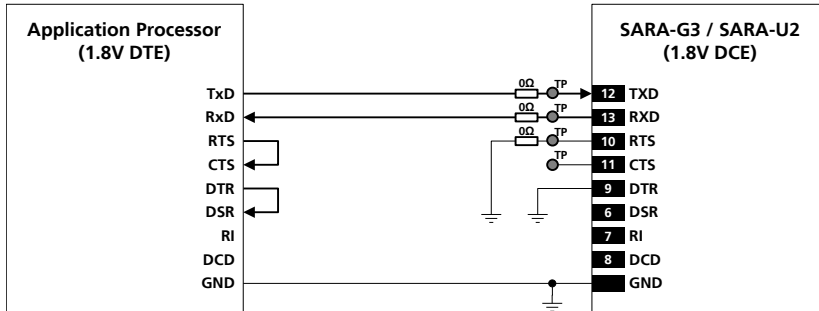 Application Processor
(1.8V DTE)
SARA-G3 / SARA-U2
(1.8V DCE)
TxD
0Ω
TP
12
TXD
RxD
0Ω
TP
13
RXD
RTS
0Ω
TP
10
RTS
CTS
TP
11
CTS
DTR
9
DTR
DSR
6
DSR
RI
7
RI
DCD
8
DCD
GND
GND